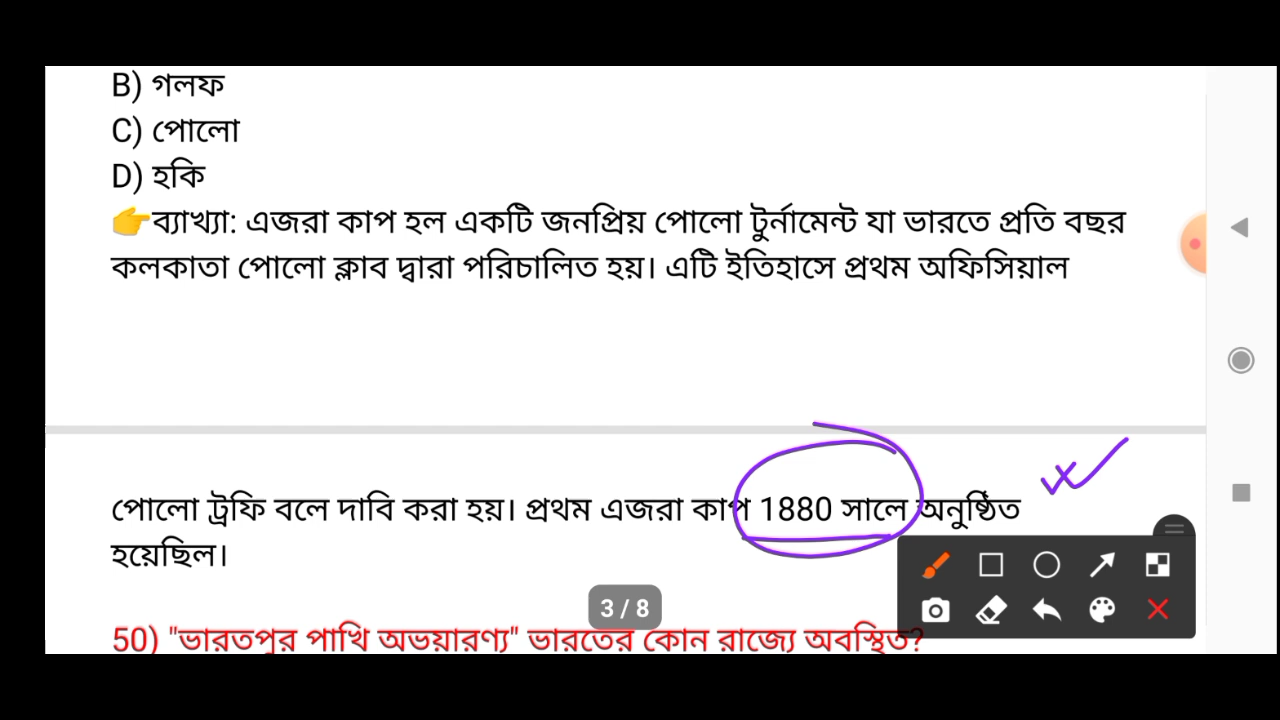 B) গলফ
C) পোলো
D) হকি
👉ব্যাখ্যা: এজরা কাপ হল একটি জনপ্রিয় পোলো টুর্নামেন্ট যা ভারতে প্রতি বছর
কলকাতা পোলো ক্লাব দ্বারা পরিচালিত হয়। এটি ইতিহাসে প্রথম অফিসিয়াল
পোলো ট্রফি বলে দাবি করা হয়। প্রথম এজরা কাপ 1880 সালে অনুষ্ঠিত
হয়েছিল।
3 / 8
50) "ভারতপুর পাখি অভয়ারণ্য" ভারতের কোন রাজ্যে অবস্থিত?